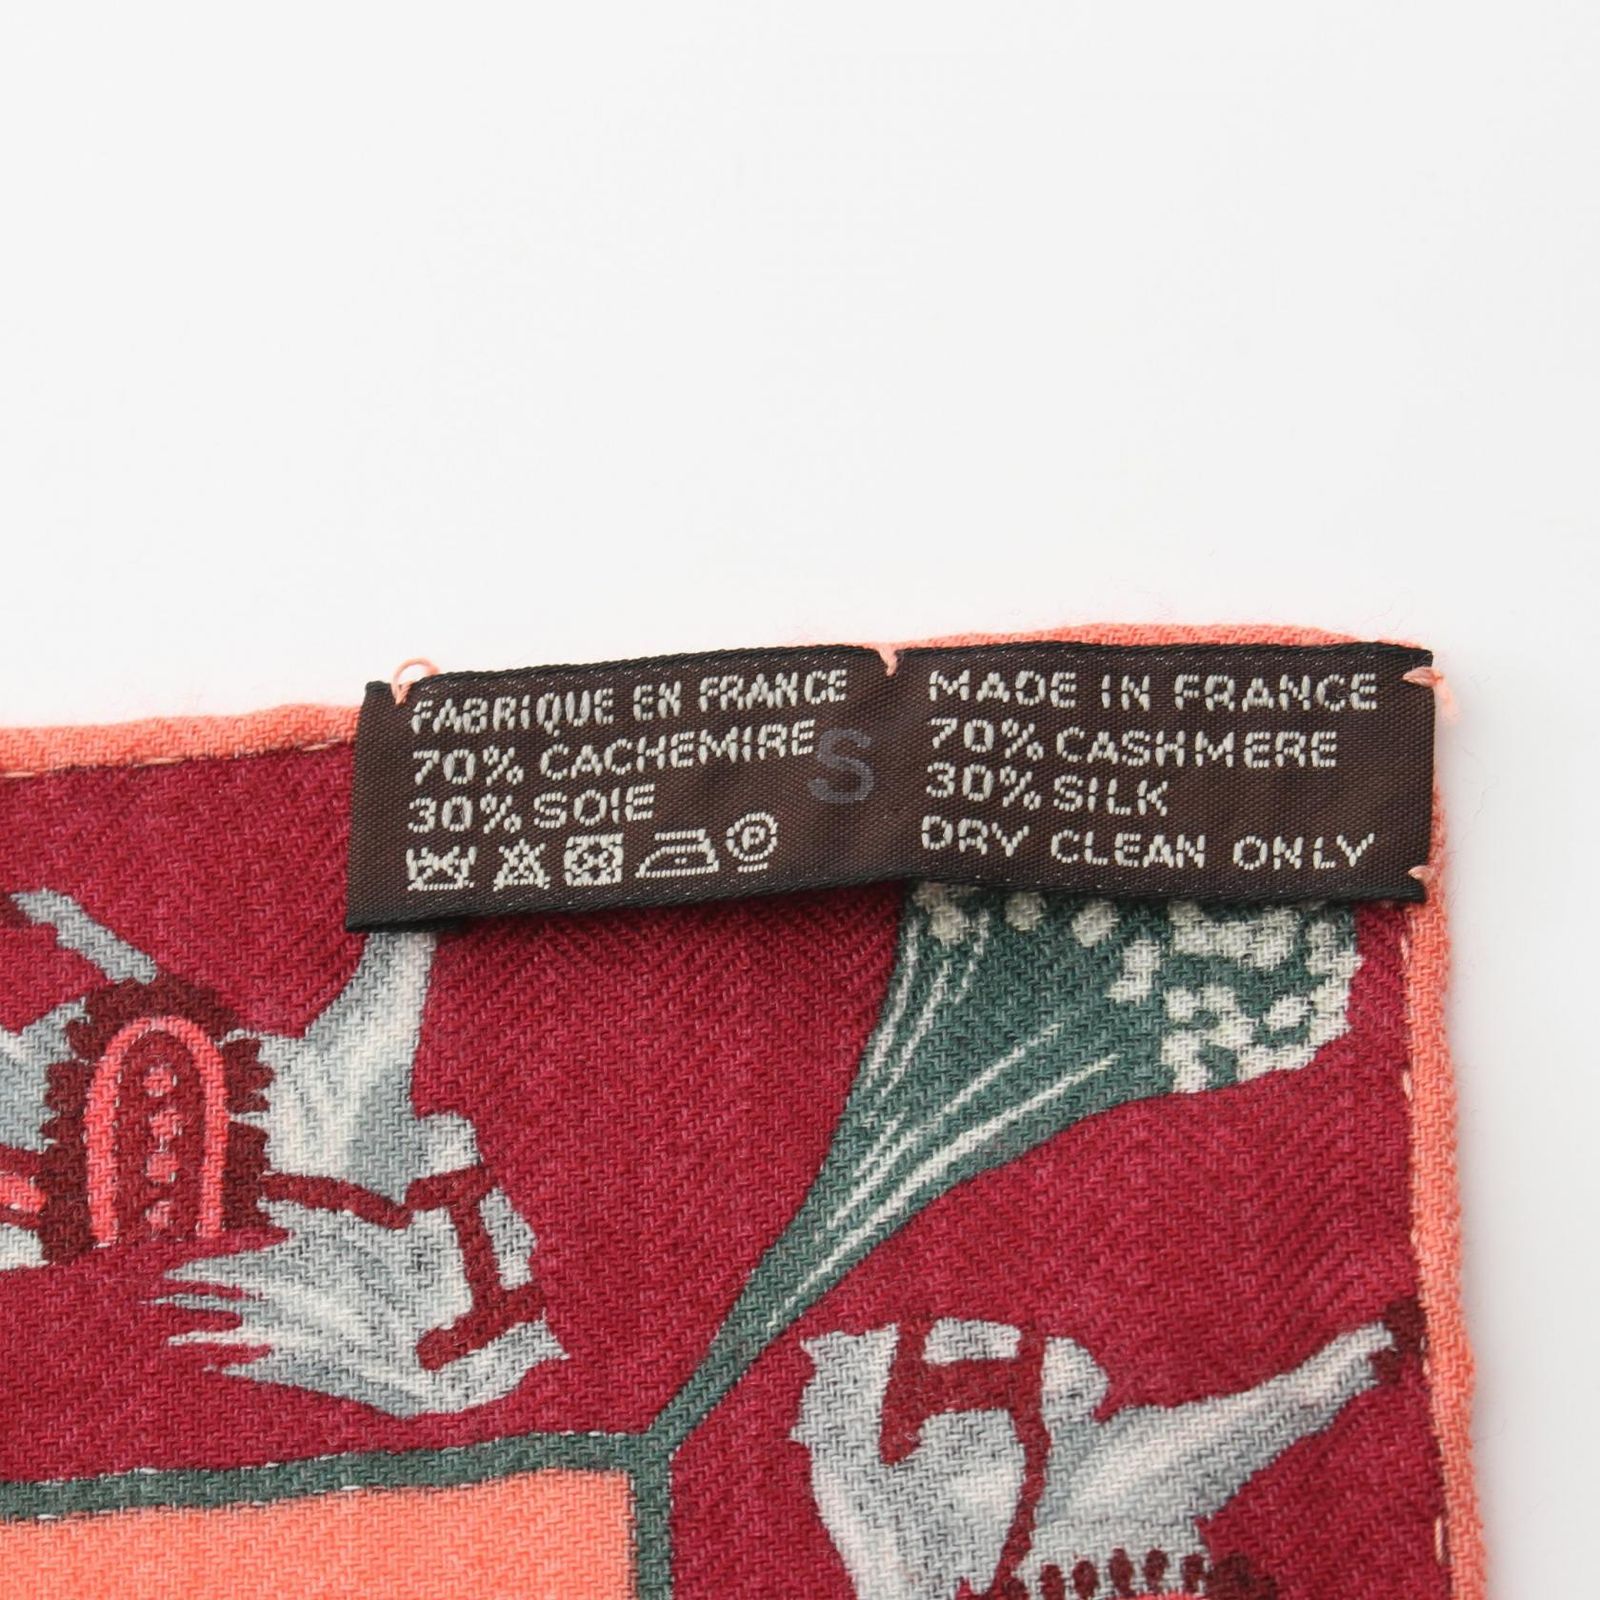 FABRIQUE EN FRANCE
70% CACHEMIRE
30% SOIE
P
S
MADE IN FRANCE
70% CASHMERE
30% SILK
DRY CLEAN ONLY